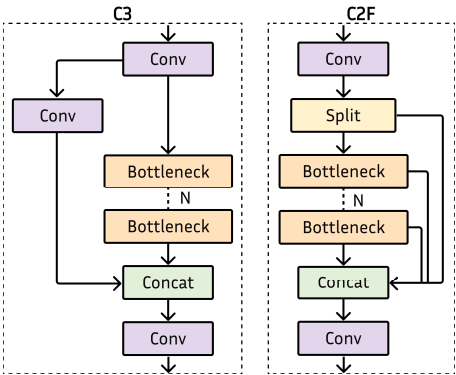 C3
Conv
Conv
Bottleneck
N
Bottleneck
Concat
Conv
C2F
Conv
Split
Bottleneck
N
Bottleneck
Concat
Conv